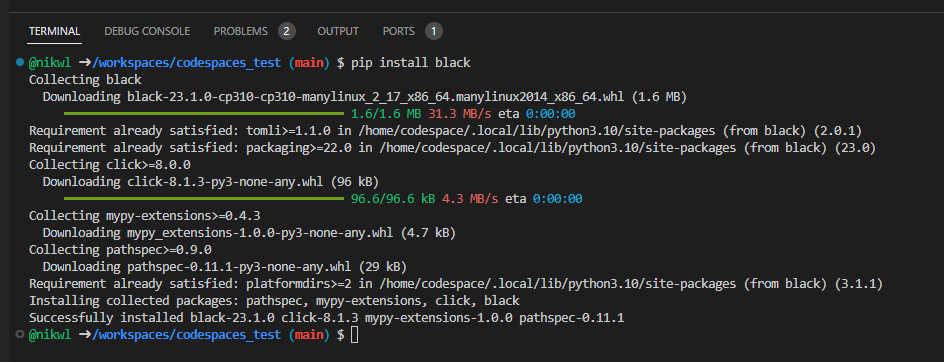 TERMINAL DEBUG CONSOLE PROBLEMS 2 OUTPUT PORTS 1
@nikwl ➜/workspaces/codespaces_test (main) $ pip install black
Collecting black
  Downloading black-23.1.0-cp310-cp310-manylinux_2_17_x86_64.manylinux2014_x86_64.whl (1.6 MB)
     ━━━━━━━━━━━━━━━━━━━━━━━━━━━━━━━━━━━━━━━━ 1.6/1.6 MB 31.3 MB/s eta 0:00:00
Requirement already satisfied: tomli>=1.1.0 in /home/codespace/.local/lib/python3.10/site-packages (from black) (2.0.1)
Requirement already satisfied: packaging>=22.0 in /home/codespace/.local/lib/python3.10/site-packages (from black) (23.0)
Collecting click>=8.0.0
  Downloading click-8.1.3-py3-none-any.whl (96 kB)
     ━━━━━━━━━━━━━━━━━━━━━━━━━━━━━━━━━━━━━━━━ 96.6/96.6 kB 4.3 MB/s eta 0:00:00
Collecting mypy-extensions>=0.4.3
  Downloading mypy_extensions-1.0.0-py3-none-any.whl (4.7 kB)
Collecting pathspec>=0.9.0
  Downloading pathspec-0.11.1-py3-none-any.whl (29 kB)
Requirement already satisfied: platformdirs>=2 in /home/codespace/.local/lib/python3.10/site-packages (from black) (3.1.1)
Installing collected packages: pathspec, mypy-extensions, click, black
Successfully installed black-23.1.0 click-8.1.3 mypy-extensions-1.0.0 pathspec-0.11.1
@nikwl ➜/workspaces/codespaces_test (main) $